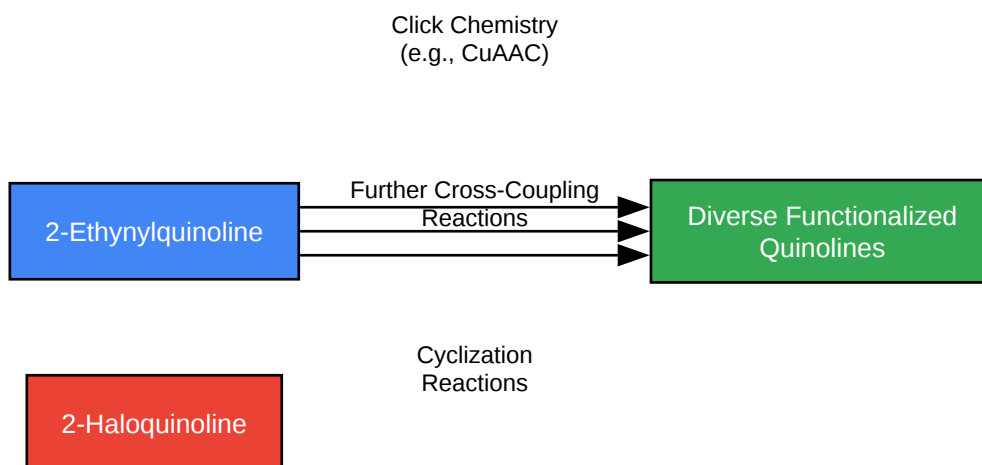 Click Chemistry
(e.g., CuAAC)
2-Ethynylquinoline
Further Cross-Coupling
Reactions
Diverse Functionalized
Quinolines
Cyclization
Reactions
2-Haloquinoline